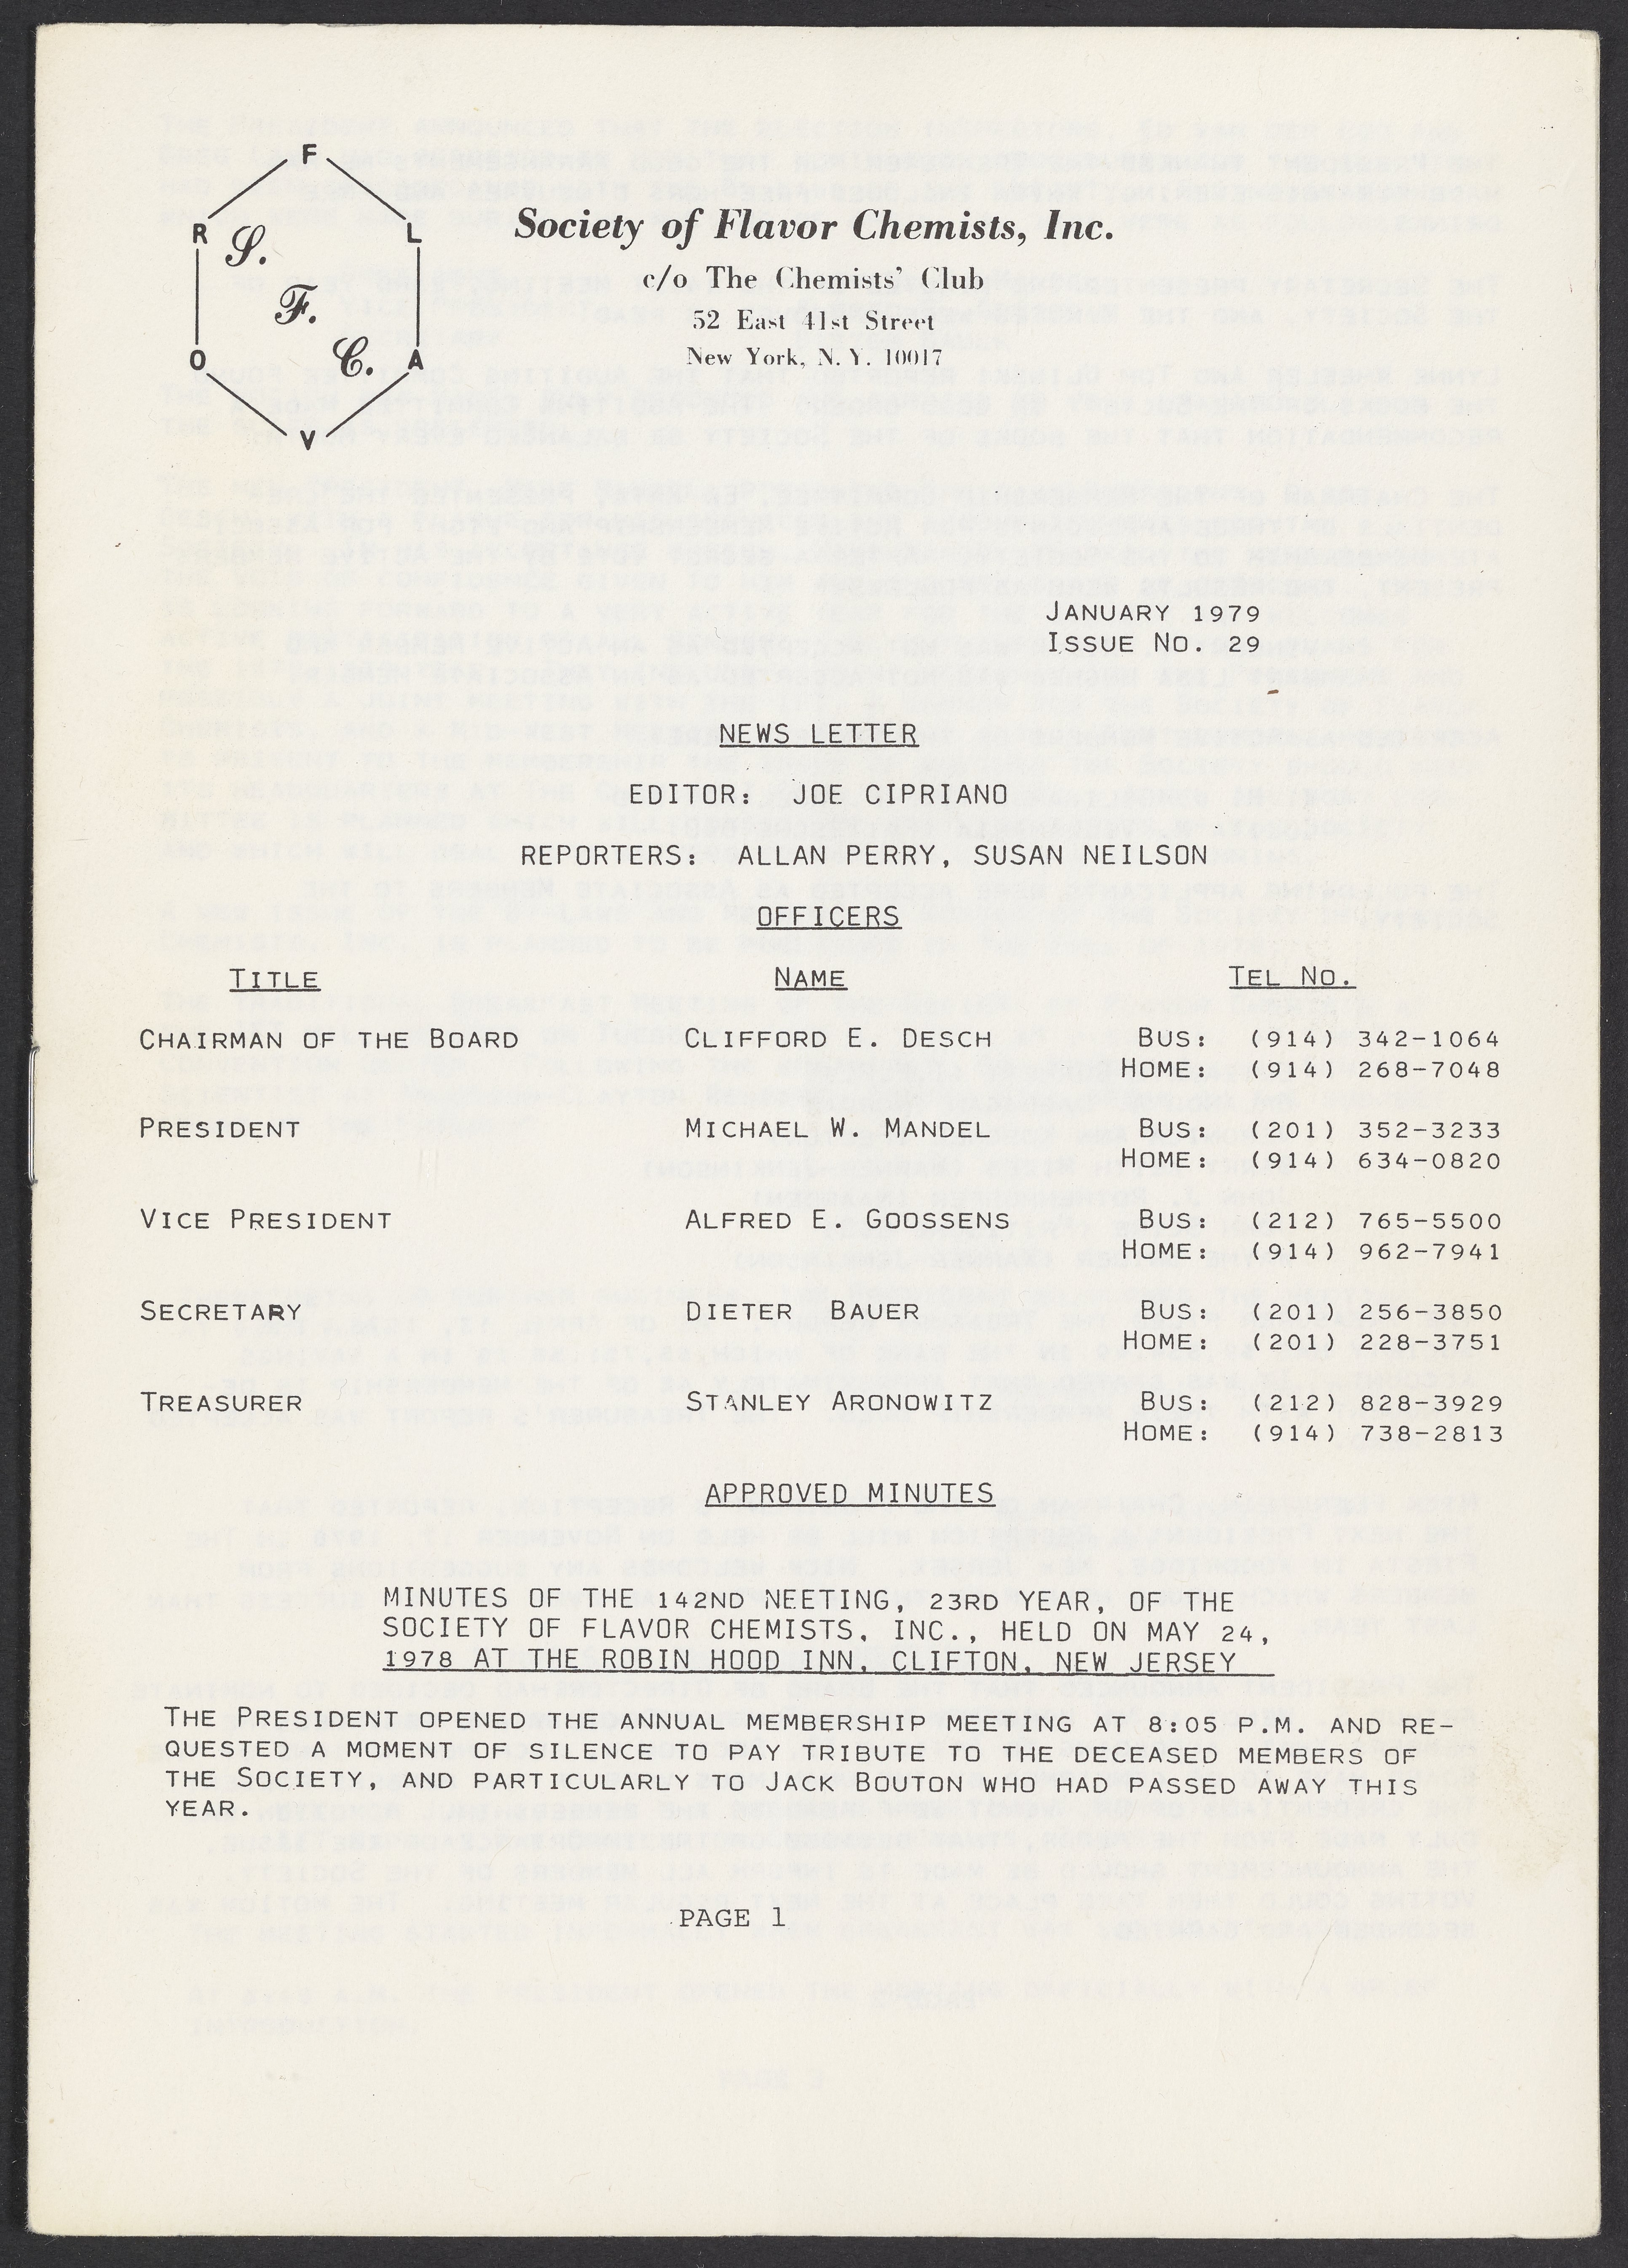 F
R L
S.
F.
C.
O A
V
Society of Flavor Chemists, Inc.
c/o The Chemists' Club
52 East 41st Street
New York, N. Y. 10017
JANUARY 1979
ISSUE NO. 29
NEWS LETTER
EDITOR: JOE CIPRIANO
REPORTERS: ALLAN PERRY, SUSAN NEILSON
OFFICERS
TITLE NAME TEL NO.
CHAIRMAN OF THE BOARD CLIFFORD E. DESCH BUS: (914) 342-1064
HOME: (914) 268-7048
PRESIDENT MICHAEL W. MANDEL BUS: (201) 352-3233
HOME: (914) 634-0820
VICE PRESIDENT ALFRED E. GOOSSENS BUS: (212) 765-5500
HOME: (914) 962-7941
SECRETARY DIETER BAUER BUS: (201) 256-3850
HOME: (201) 228-3751
TREASURER STANLEY ARONOWITZ BUS: (212) 828-3929
HOME: (914) 738-2813
APPROVED MINUTES
MINUTES OF THE 142ND NEETING, 23RD YEAR, OF THE
SOCIETY OF FLAVOR CHEMISTS, INC., HELD ON MAY 24,
1978 AT THE ROBIN HOOD INN, CLIFTON, NEW JERSEY
THE PRESIDENT OPENED THE ANNUAL MEMBERSHIP MEETING AT 8:05 P.M. AND RE-
QUESTED A MOMENT OF SILENCE TO PAY TRIBUTE TO THE DECEASED MEMBERS OF
THE SOCIETY, AND PARTICULARLY TO JACK BOUTON WHO HAD PASSED AWAY THIS
YEAR.
PAGE 1